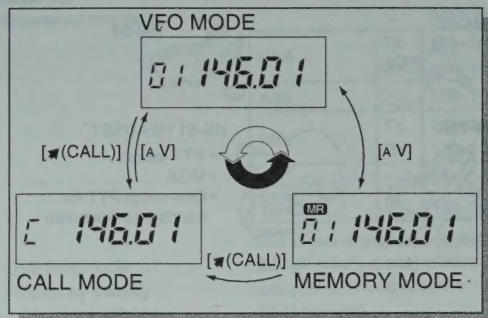 VFO MODE
01 146.01
[(CALL)] [A V] [A V]
C 146.01
MR
01 146.01
[(CALL)]
CALL MODE MEMORY MODE